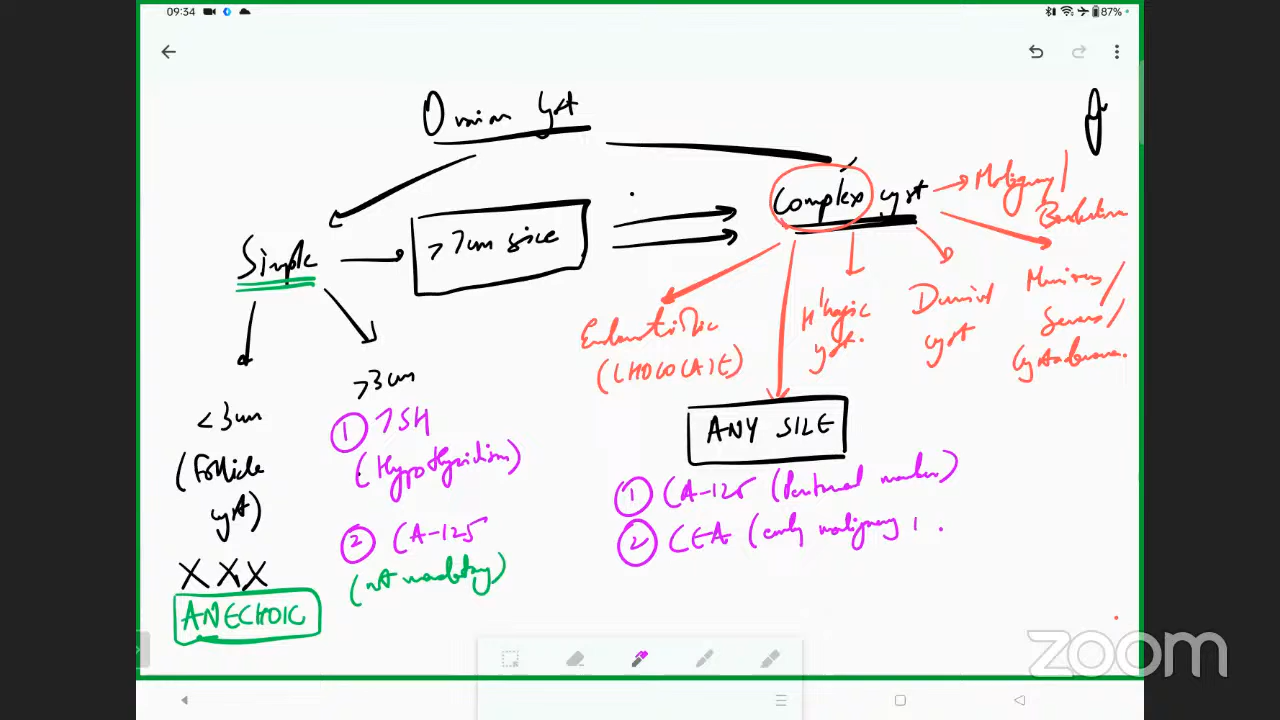 09:34
87%
Ovarian Cyst
Simple
> 7cm size
Complex cyst
Malignancy/
Borderline
Endometriotic
(CHOCOLATE)
H'hagic
cyst.
Dermoid
cyst
Mucinous/
Serous/
Cystadenoma.
<3cm
(Follicle
cyst)
XXX
ANECHOIC
>3cm
① TSH
(Hypothyroidism)
② CA-125
(not mandatory)
ANY SIZE
① CA-125 (Peritoneal marker)
② CEA (early malignancy
zoom